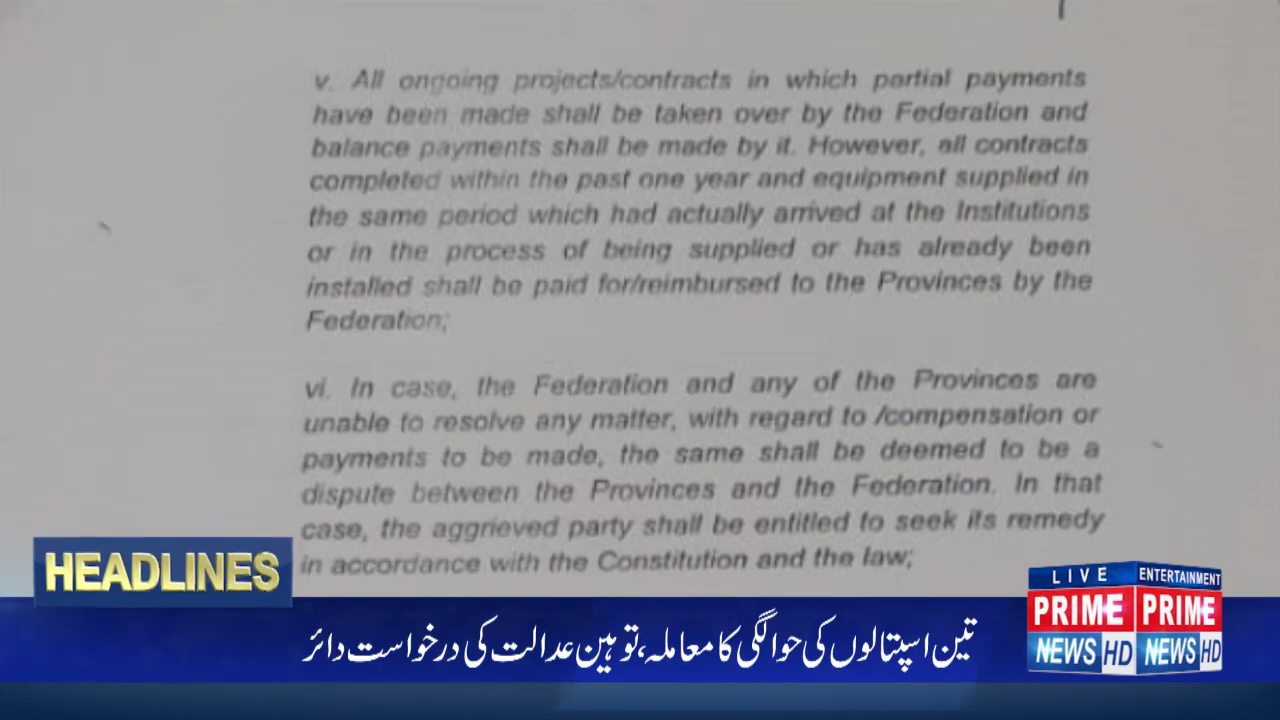 v. All ongoing projects/contracts in which partial payments
have been made shall be taken over by the Federation and
balance payments shall be made by it. However, all contracts
completed within the past one year and equipment supplied in
the same period which had actually arrived at the Institutions
or in the process of being supplied or has already been
installed shall be paid for/reimbursed to the Provinces by the
Federation;
vi. In case, the Federation and any of the Provinces are
unable to resolve any matter, with regard to /compensation or
payments to be made, the same shall be deemed to be a
dispute between the Provinces and the Federation. In that
case, the aggrieved party shall be entitled to seek its remedy
in accordance with the Constitution and the law;
HEADLINES
تین اسپتالوں کی حوالگی کا معاملہ، توہین عدالت کی درخواست دائر
LIVE
PRIME
NEWS HD
ENTERTAINMENT
PRIME
NEWS HD